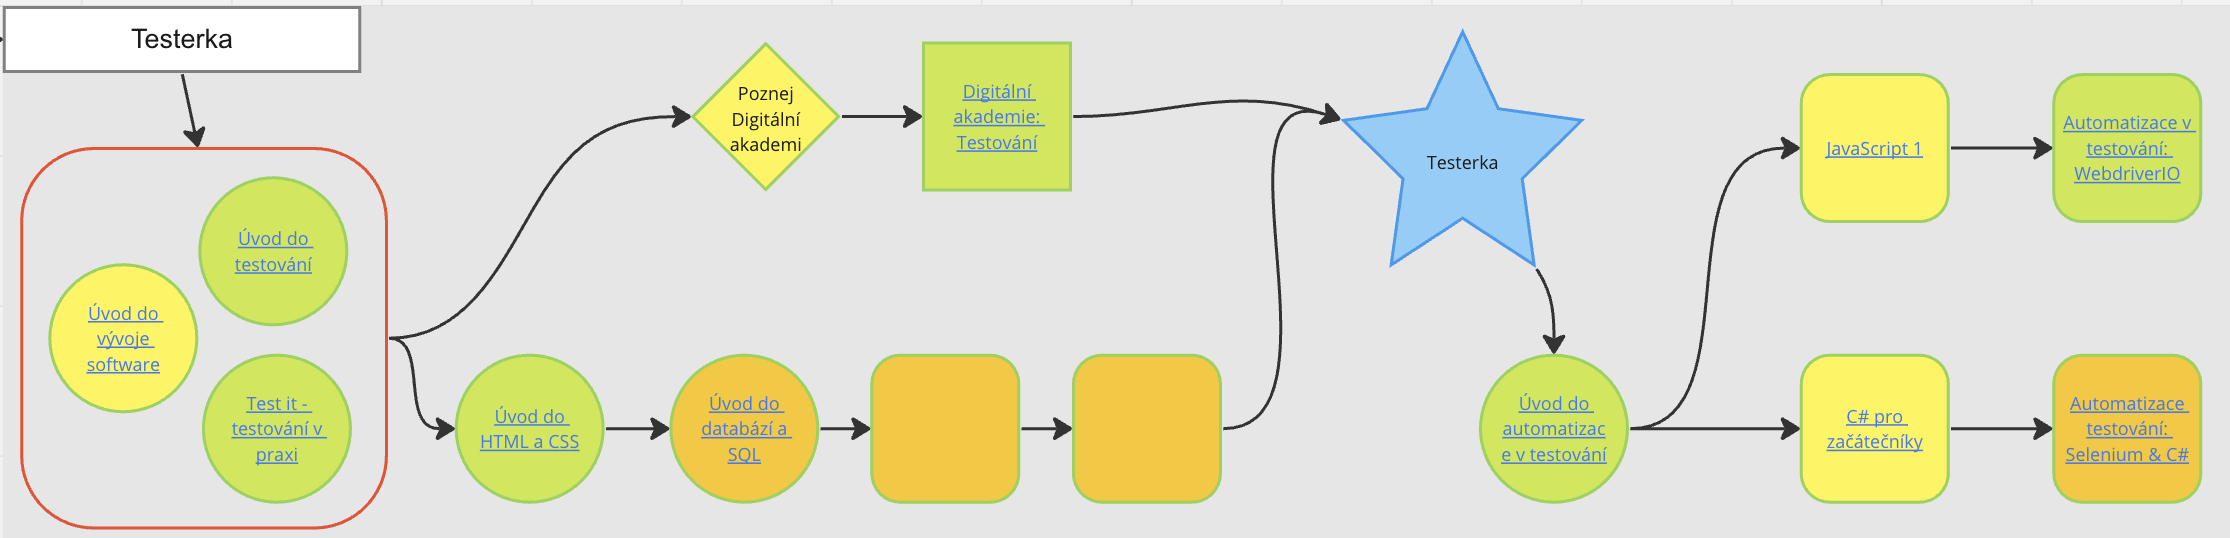 Testerka
Úvod do
testování
Úvod do
vývoje
software
Test it -
testování v
praxi
Poznej
Digitální
akademi
Digitální
akademie:
Testování
Úvod do
HTML a CSS
Úvod do
databází a
SQL
Testerka
Úvod do
automatizac
e v testování
JavaScript 1
Automatizace v
testování:
WebdriverIO
C# pro
začátečníky
Automatizace
testování:
Selenium & C#